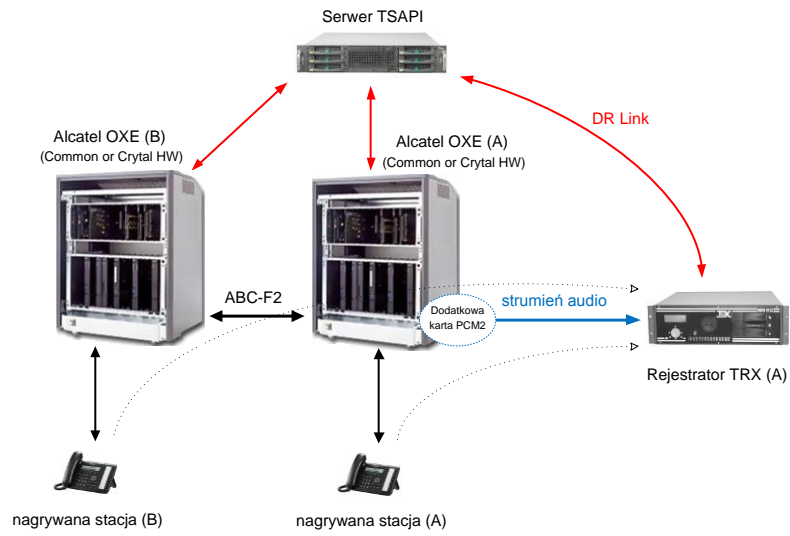 Serwer TSAPI
DR Link
Alcatel OXE (B)
(Common or Crytal HW)
Alcatel OXE (A)
(Common or Crytal HW)
ABC-F2
Dodatkowa
karta PCM2
strumień audio
Rejestrator TRX (A)
nagrywana stacja (B)
nagrywana stacja (A)